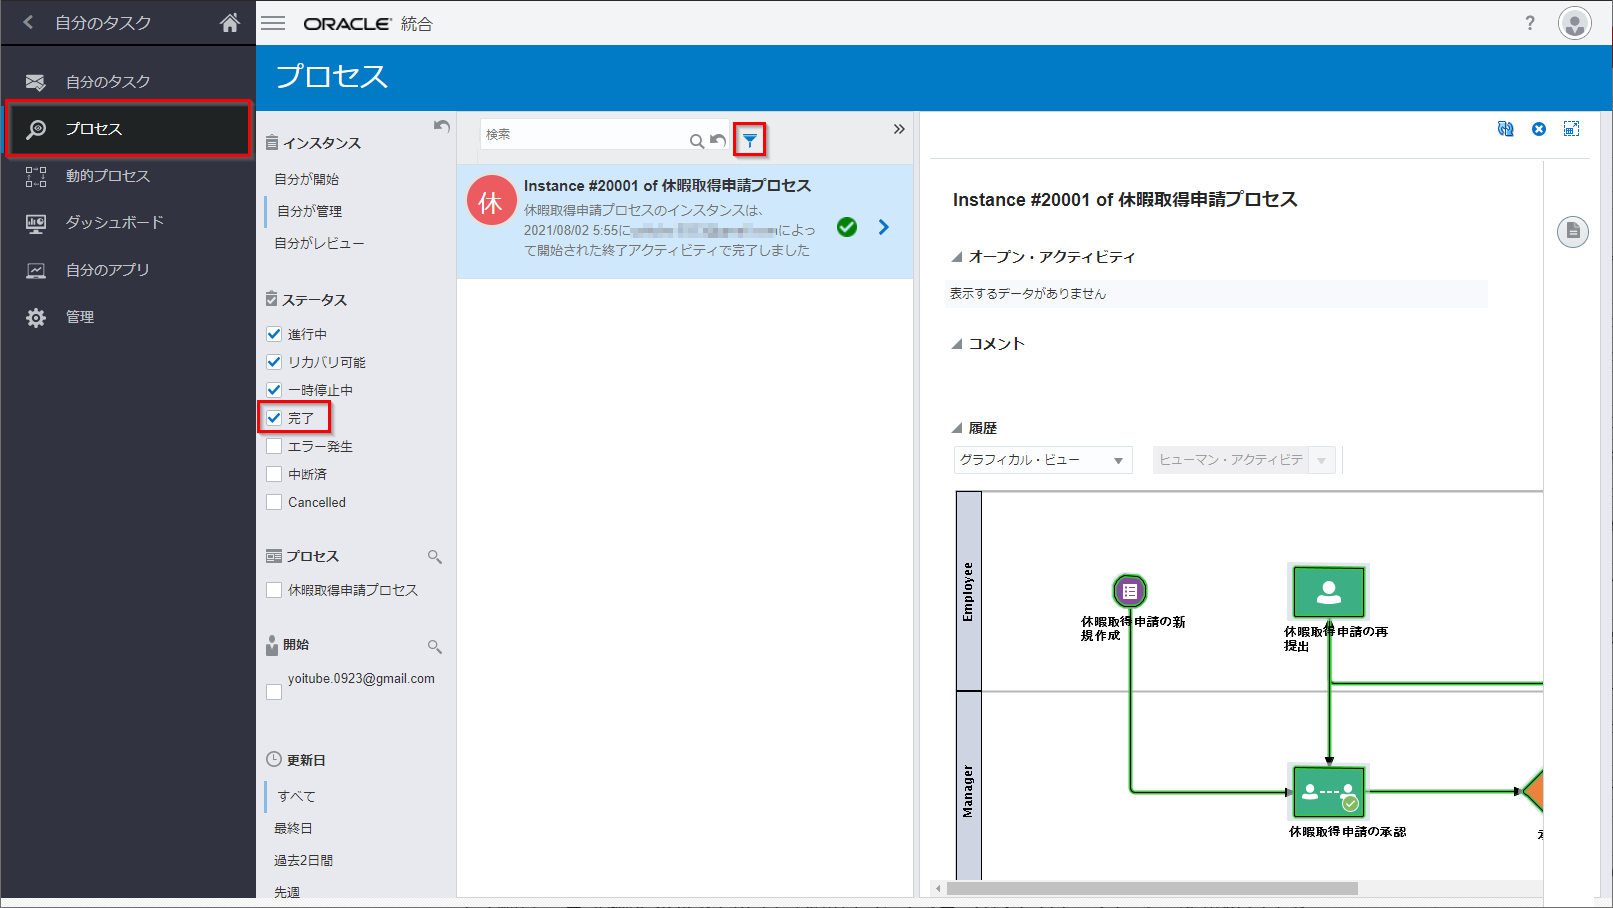 自分のタスク
ORACLE 統合
?
自分のタスク
プロセス
動的プロセス
ダッシュボード
自分のアプリ
管理
プロセス
インスタンス
自分が開始
自分が管理
自分がレビュー
ステータス
進行中
リカバリ可能
一時停止中
完了
エラー発生
中断済
Cancelled
プロセス
休暇取得申請プロセス
開始
yoitube.0923@gmail.com
更新日
すべて
最終日
過去2日間
先週
検索
休
Instance #20001 of 休暇取得申請プロセス
休暇取得申請プロセスのインスタンスは、
2021/08/02 5:55に
によっ
て開始された終了アクティビティで完了しました
Instance #20001 of 休暇取得申請プロセス
オープン・アクティビティ
表示するデータがありません
コメント
履歴
グラフィカル・ビュー
ヒューマン・アクティビテ
Employee
休暇取得申請の新
規作成
休暇取得申請の再
提出
Manager
休暇取得申請の承認